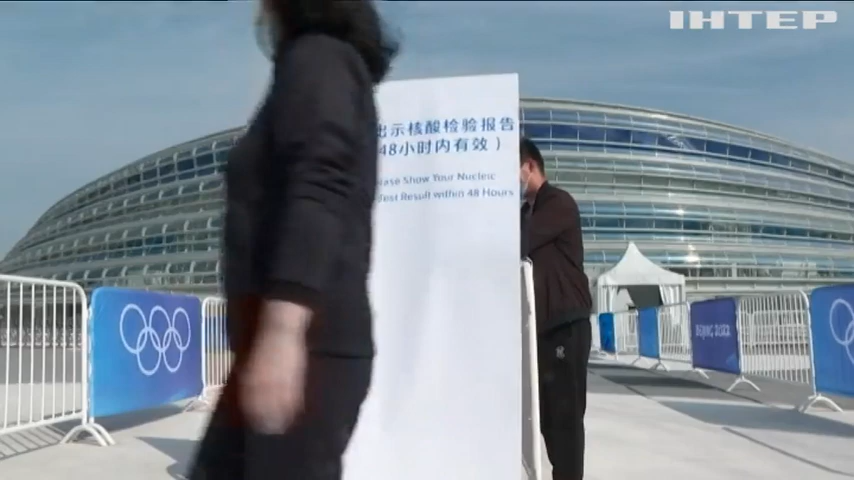 ІНТЕР
出示核酸检验报告
48小时内有效）
Show Your Nucleic
Test Result within 48 Hours
BEIJING 2022